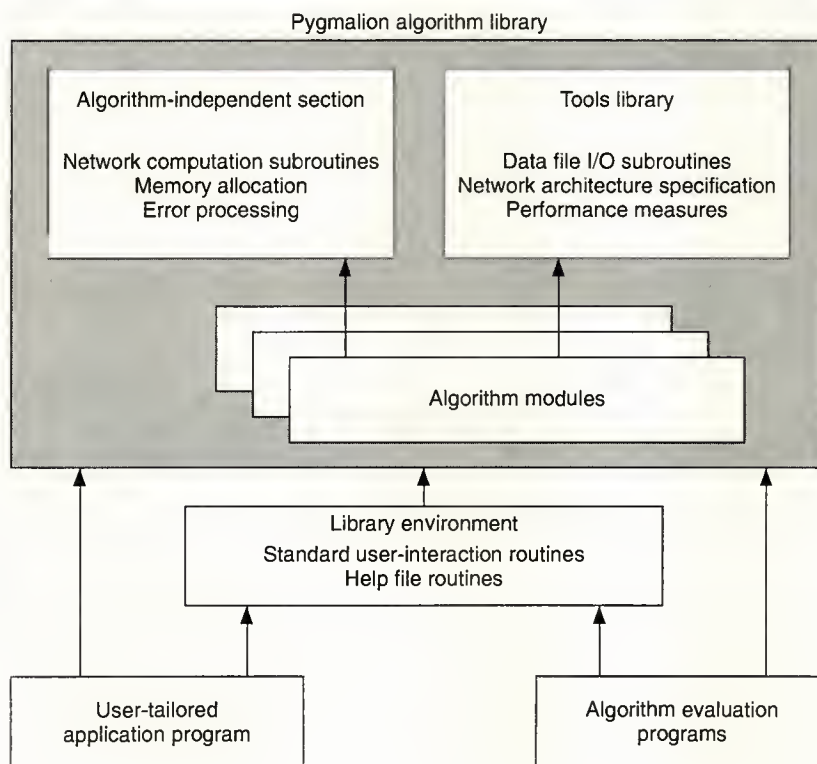 Pygmalion algorithm library
Algorithm-independent section
Network computation subroutines
Memory allocation
Error processing
Tools library
Data file I/O subroutines
Network architecture specification
Performance measures
Algorithm modules
Library environment
Standard user-interaction routines
Help file routines
User-tailored
application program
Algorithm evaluation
programs